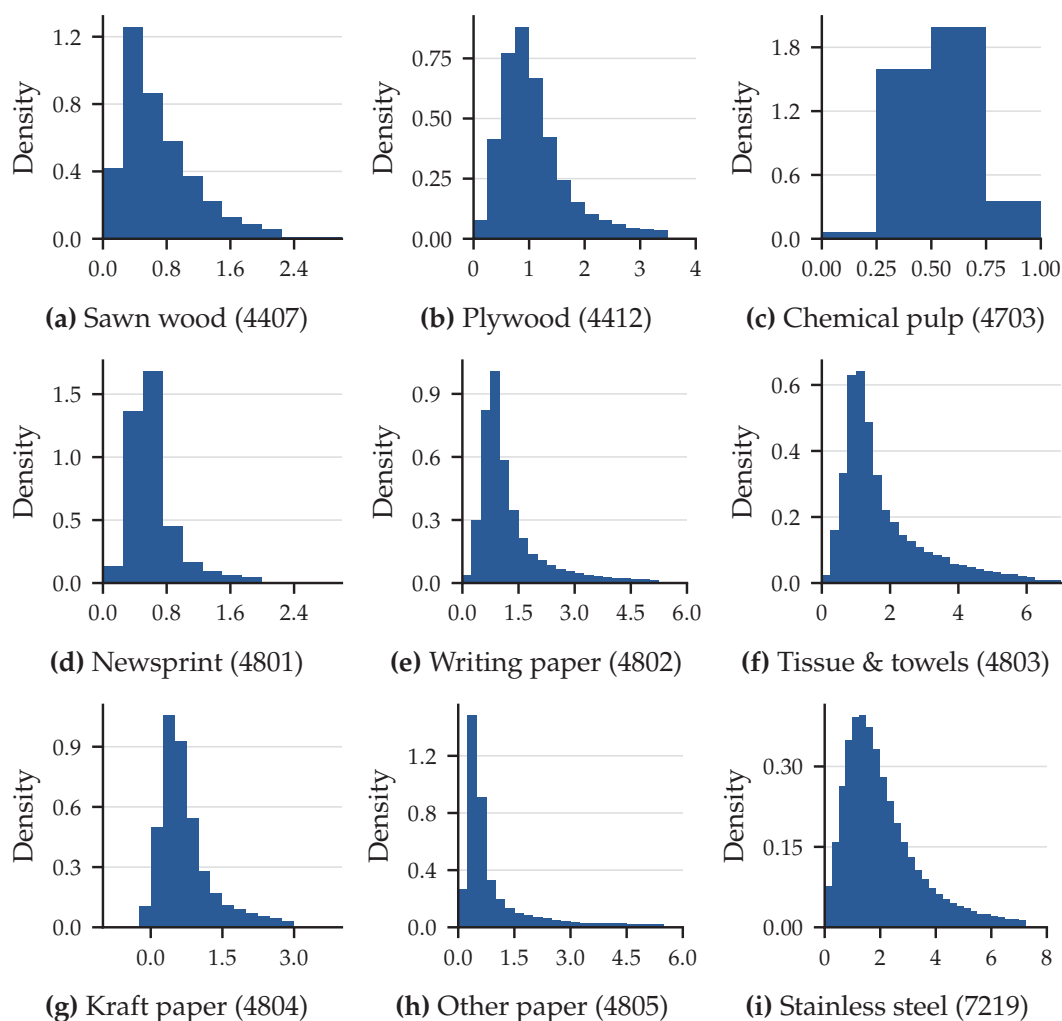 1.2
0.8
0.4
0.0
Density
0.0 0.8 1.6 2.4
(a) Sawn wood (4407)
0.75
0.50
0.25
0.00
Density
0 1 2 3 4
(b) Plywood (4412)
1.8
1.2
0.6
0.0
Density
0.00 0.25 0.50 0.75 1.00
(c) Chemical pulp (4703)
1.5
1.0
0.5
0.0
Density
0.0 0.8 1.6 2.4
(d) Newsprint (4801)
0.9
0.6
0.3
0.0
Density
0.0 1.5 3.0 4.5 6.0
(e) Writing paper (4802)
0.6
0.4
0.2
0.0
Density
0 2 4 6
(f) Tissue & towels (4803)
0.9
0.6
0.3
0.0
Density
0.0 1.5 3.0
(g) Kraft paper (4804)
1.2
0.8
0.4
0.0
Density
0.0 1.5 3.0 4.5 6.0
(h) Other paper (4805)
0.30
0.15
0.00
Density
0 2 4 6 8
(i) Stainless steel (7219)